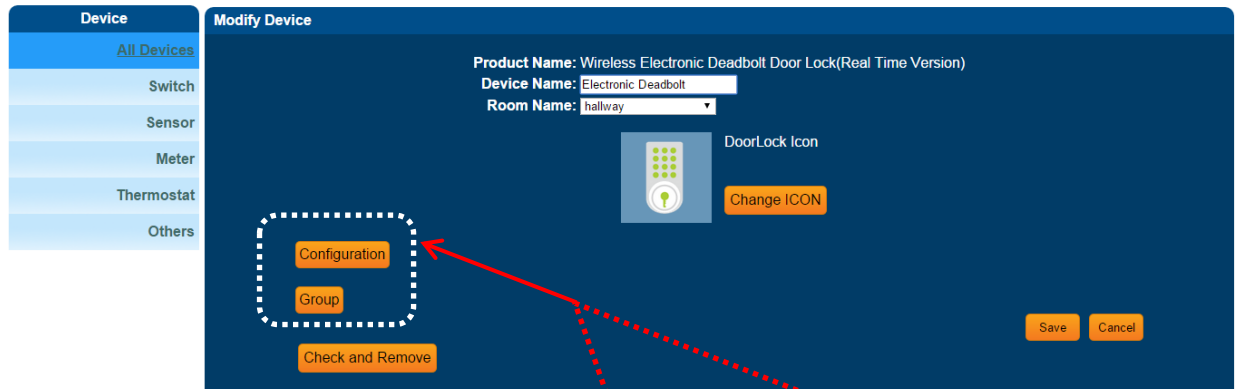 Device
All Devices
Switch
Sensor
Meter
Thermostat
Others
Modify Device
Product Name: Wireless Electronic Deadbolt Door Lock(Real Time Version)
Device Name: Electronic Deadbolt
Room Name: hallway
DoorLock Icon
Change ICON
Configuration
Group
Save Cancel
Check and Remove